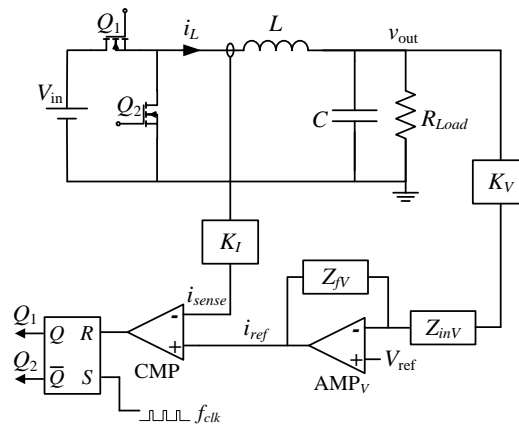 Q1
iL
L
vout
Vin
Q2
C
RLoad
KV
KI
isense
ZfV
iref
ZinV
Q1
Q R
-
+
-
+
Vref
Q2
Q̅ S
CMP
AMPV
fclk